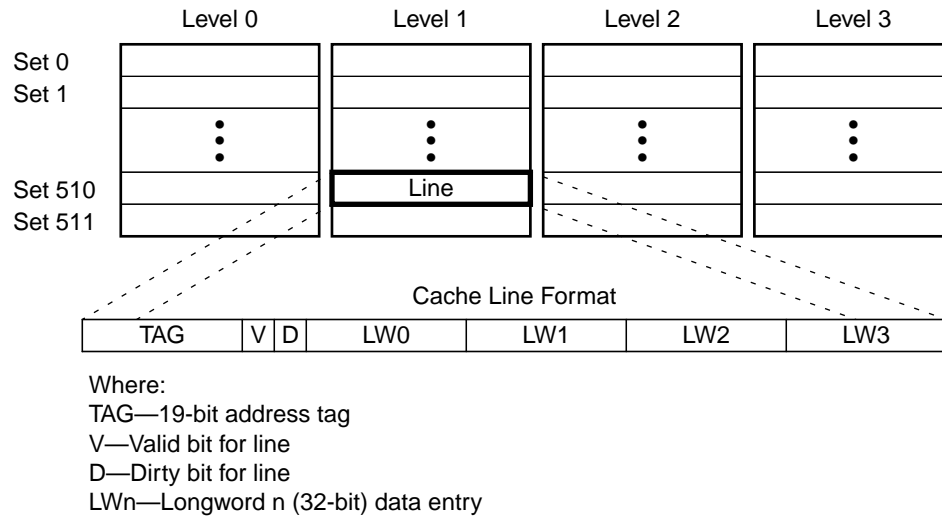 Level 0 Level 1 Level 2 Level 3
Set 0
Set 1
Set 510 Line
Set 511
Cache Line Format
TAG V D LW0 LW1 LW2 LW3
Where:
TAG—19-bit address tag
V—Valid bit for line
D—Dirty bit for line
LWn—Longword n (32-bit) data entry